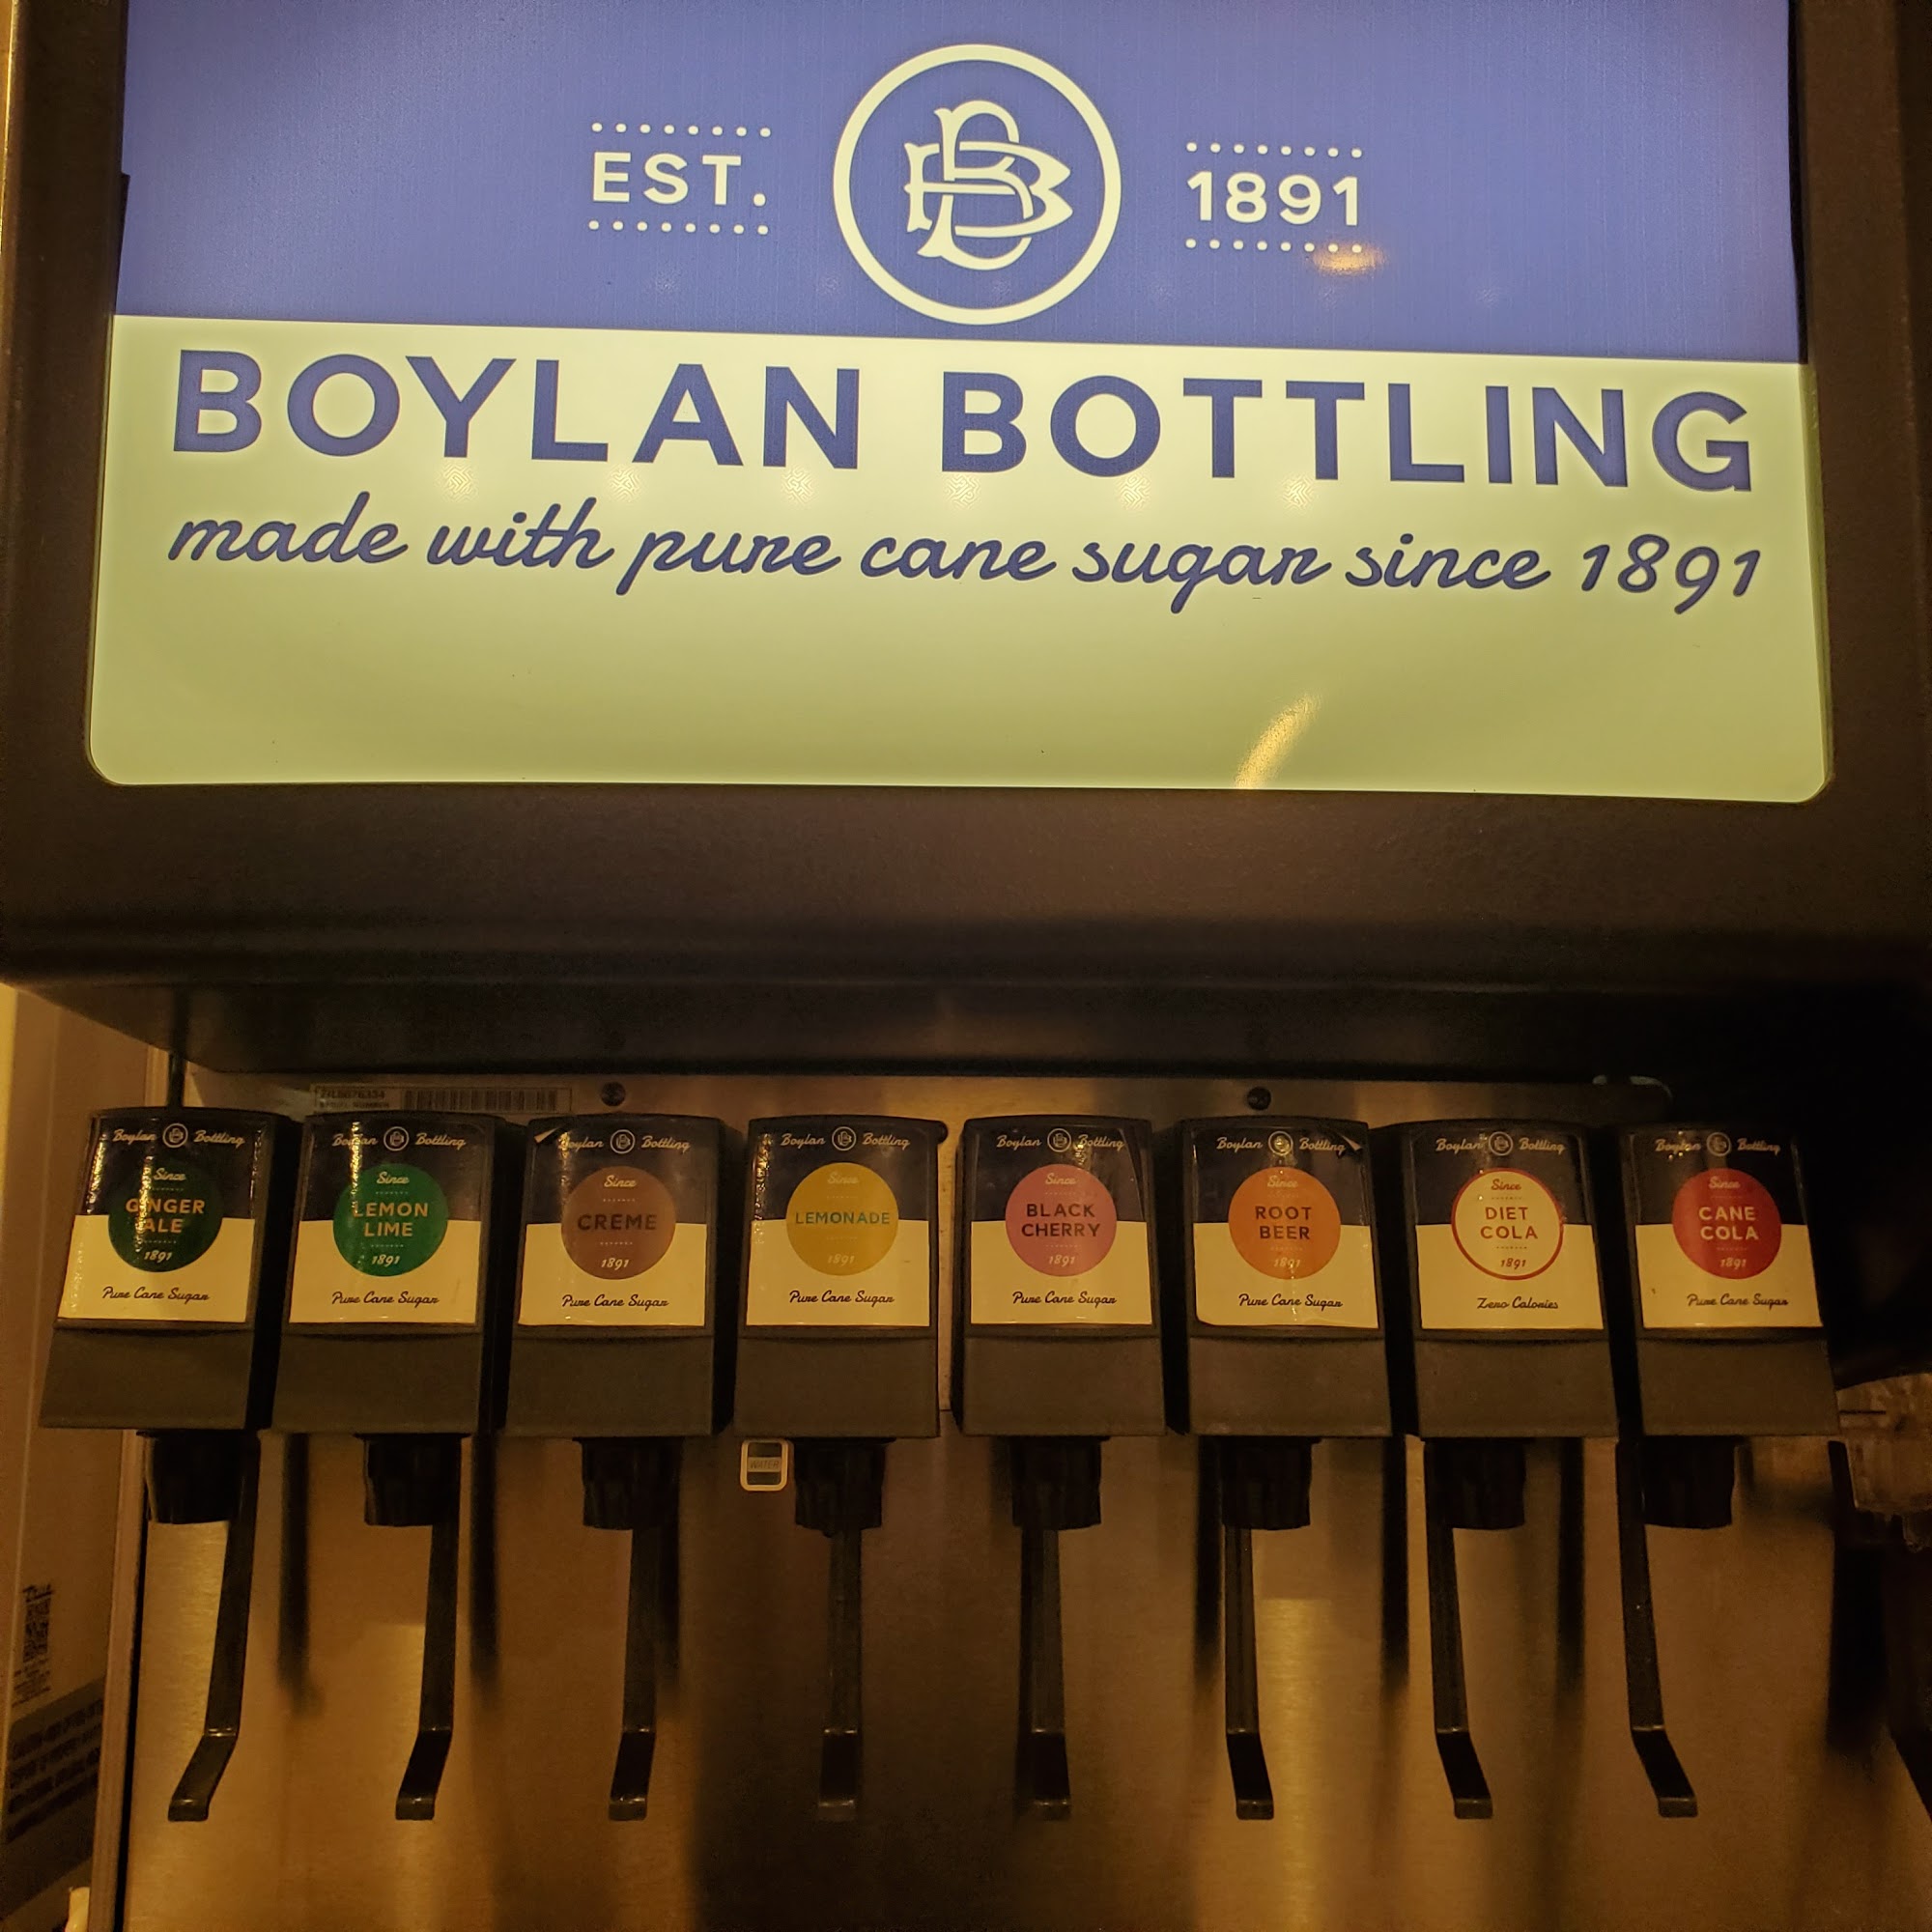 EST.
1891
BOYLAN BOTTLING
made with pure cane sugar since 1891
Boylan Bottling
Since
GINGER
ALE
1891
Pure Cane Sugar
Boylan Bottling
Since
LEMON
LIME
1891
Pure Cane Sugar
Boylan Bottling
Since
CREME
1891
Pure Cane Sugar
Boylan Bottling
Since
LEMONADE
1891
Pure Cane Sugar
Boylan Bottling
Since
BLACK
CHERRY
1891
Pure Cane Sugar
Boylan Bottling
Since
ROOT
BEER
1891
Pure Cane Sugar
Boylan Bottling
Since
DIET
COLA
1891
Zero Calories
Boylan Bottling
Since
CANE
COLA
1891
Pure Cane Sugar
WATER